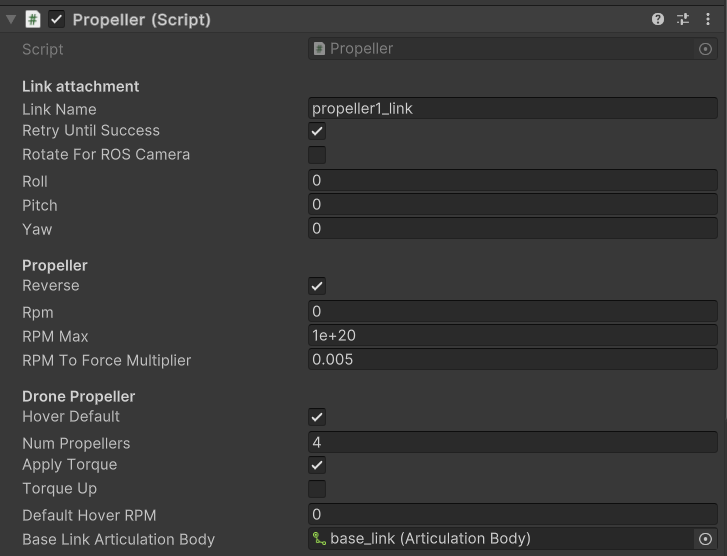 Propeller (Script)
Script Propeller
Link attachment
Link Name propeller1_link
Retry Until Success
Rotate For ROS Camera
Roll 0
Pitch 0
Yaw 0
Propeller
Reverse
Rpm 0
RPM Max 1e+20
RPM To Force Multiplier 0.005
Drone Propeller
Hover Default
Num Propellers 4
Apply Torque
Torque Up
Default Hover RPM 0
Base Link Articulation Body base_link (Articulation Body)